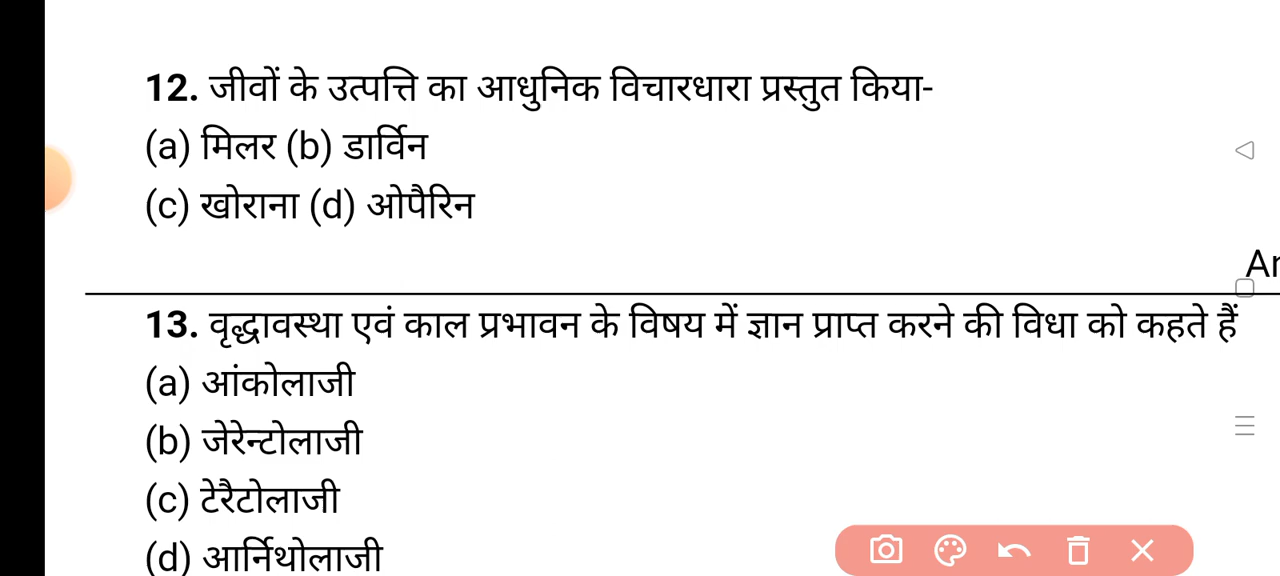 12. जीवों के उत्पत्ति का आधुनिक विचारधारा प्रस्तुत किया-
(a) मिलर (b) डार्विन
(c) खोराना (d) ओपैरिन
13. वृद्धावस्था एवं काल प्रभावन के विषय में ज्ञान प्राप्त करने की विधा को कहते हैं
(a) आंकोलाजी
(b) जेरेन्टोलाजी
(c) टेरैटोलाजी
(d) आर्निथोलाजी